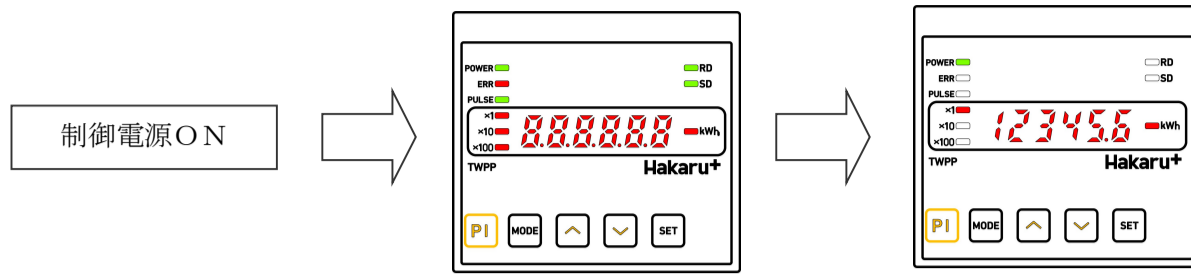 制御電源ＯＮ
POWER
ERR
PULSE
RD
SD
×1
×10
×100
8.8.8.8.8.8
kWh
TWPP
Hakaru+
PI
MODE
SET
POWER
ERR
PULSE
RD
SD
×1
×10
×100
12345.6
kWh
TWPP
Hakaru+
PI
MODE
SET